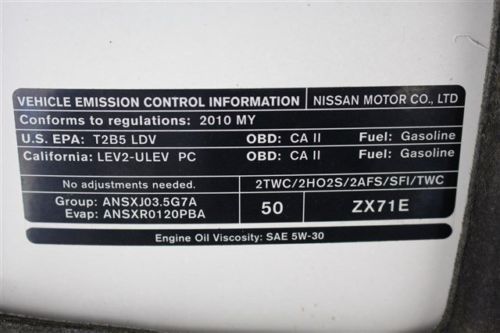 VEHICLE EMISSION CONTROL INFORMATION NISSAN MOTOR CO., LTD
Conforms to regulations: 2010 MY
U.S. EPA: T2B5 LDV OBD: CA II Fuel: Gasoline
California: LEV2-ULEV PC OBD: CA II Fuel: Gasoline
No adjustments needed. 2TWC/2HO2S/2AFS/SFI/TWC
Group: ANSXJ03.5G7A 50 ZX71E
Evap: ANSXR0120PBA
Engine Oil Viscosity: SAE 5W-30